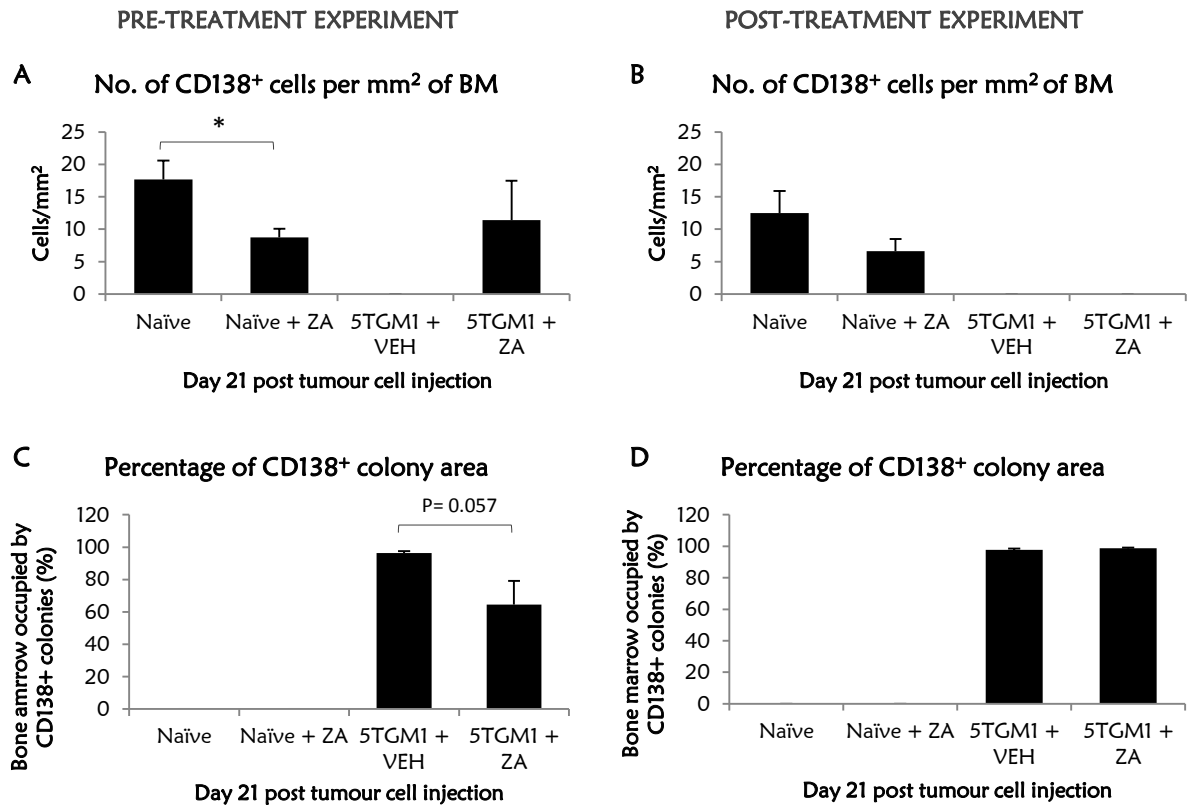 PRE-TREATMENT EXPERIMENT
POST-TREATMENT EXPERIMENT
A
No. of CD138⁺ cells per mm² of BM
Cells/mm²
25
20
15
10
5
0
*
Naïve
Naïve + ZA
5TGM1 +
VEH
5TGM1 +
ZA
Day 21 post tumour cell injection
B
No. of CD138⁺ cells per mm² of BM
Cells/mm²
25
20
15
10
5
0
Naïve
Naïve + ZA
5TGM1 +
VEH
5TGM1 +
ZA
Day 21 post tumour cell injection
C
Percentage of CD138⁺ colony area
Bone amrrow occupied by
CD138+ colonies (%)
120
100
80
60
40
20
0
P= 0.057
Naïve
Naïve + ZA
5TGM1 +
VEH
5TGM1 +
ZA
Day 21 post tumour cell injection
D
Percentage of CD138⁺ colony area
Bone marrow occupied by
CD138+ colonies (%)
120
100
80
60
40
20
0
Naïve
Naïve + ZA
5TGM1 +
VEH
5TGM1 +
ZA
Day 21 post tumour cell injection